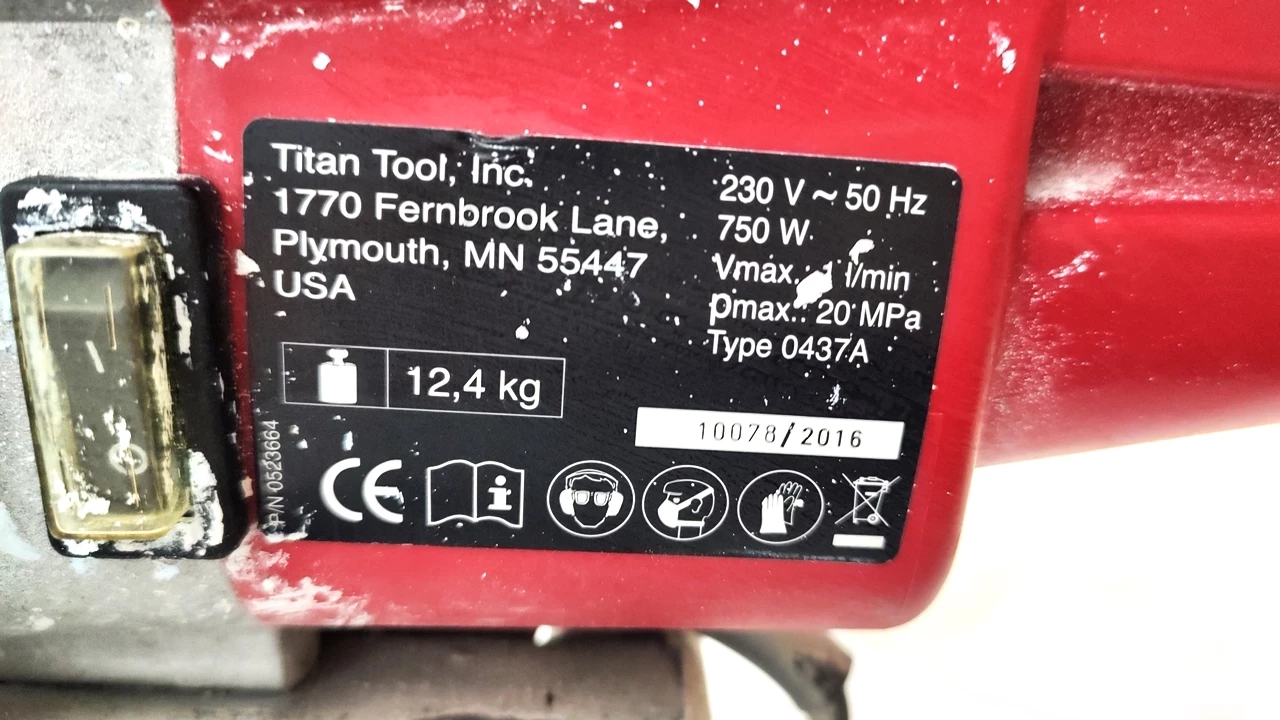 Titan Tool, Inc.
1770 Fernbrook Lane,
Plymouth, MN 55447
USA
230 V ~ 50 Hz
750 W
Vmax.: l/min
pmax.: 20 MPa
Type 0437A
12,4 kg
10078/2016
P/N 0523664
CE
i